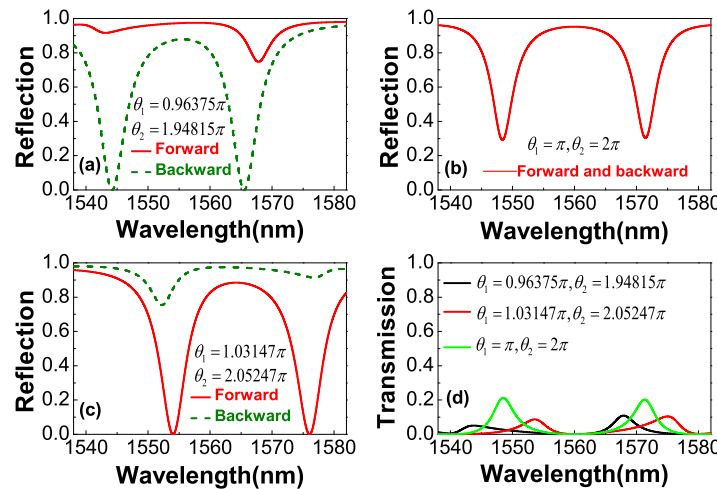 1.0
0.8
0.6
0.4
0.2
0.0
Reflection
θ₁ = 0.96375π
θ₂ = 1.94815π
Forward
Backward
(a)
1540 1550 1560 1570 1580
Wavelength(nm)
1.0
0.8
0.6
0.4
0.2
0.0
Reflection
θ₁ = π, θ₂ = 2π
Forward and backward
(b)
1540 1550 1560 1570 1580
Wavelength(nm)
1.0
0.8
0.6
0.4
0.2
0.0
Reflection
θ₁ = 1.03147π
θ₂ = 2.05247π
Forward
Backward
(c)
1540 1550 1560 1570 1580
Wavelength(nm)
1.0
0.8
0.6
0.4
0.2
0.0
Transmission
θ₁ = 0.96375π, θ₂ = 1.94815π
θ₁ = 1.03147π, θ₂ = 2.05247π
θ₁ = π, θ₂ = 2π
(d)
1540 1550 1560 1570 1580
Wavelength(nm)